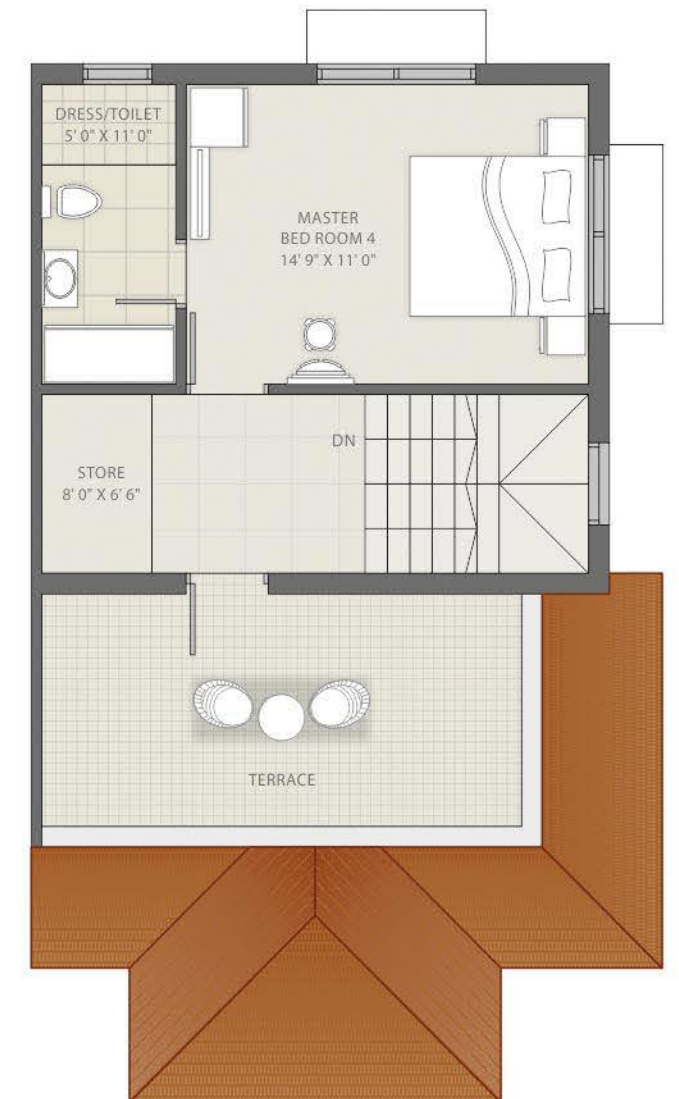 DRESS/TOILET
5' 0" X 11' 0"
MASTER
BED ROOM 4
14' 9" X 11' 0"
DN
STORE
8' 0" X 6' 6"
TERRACE